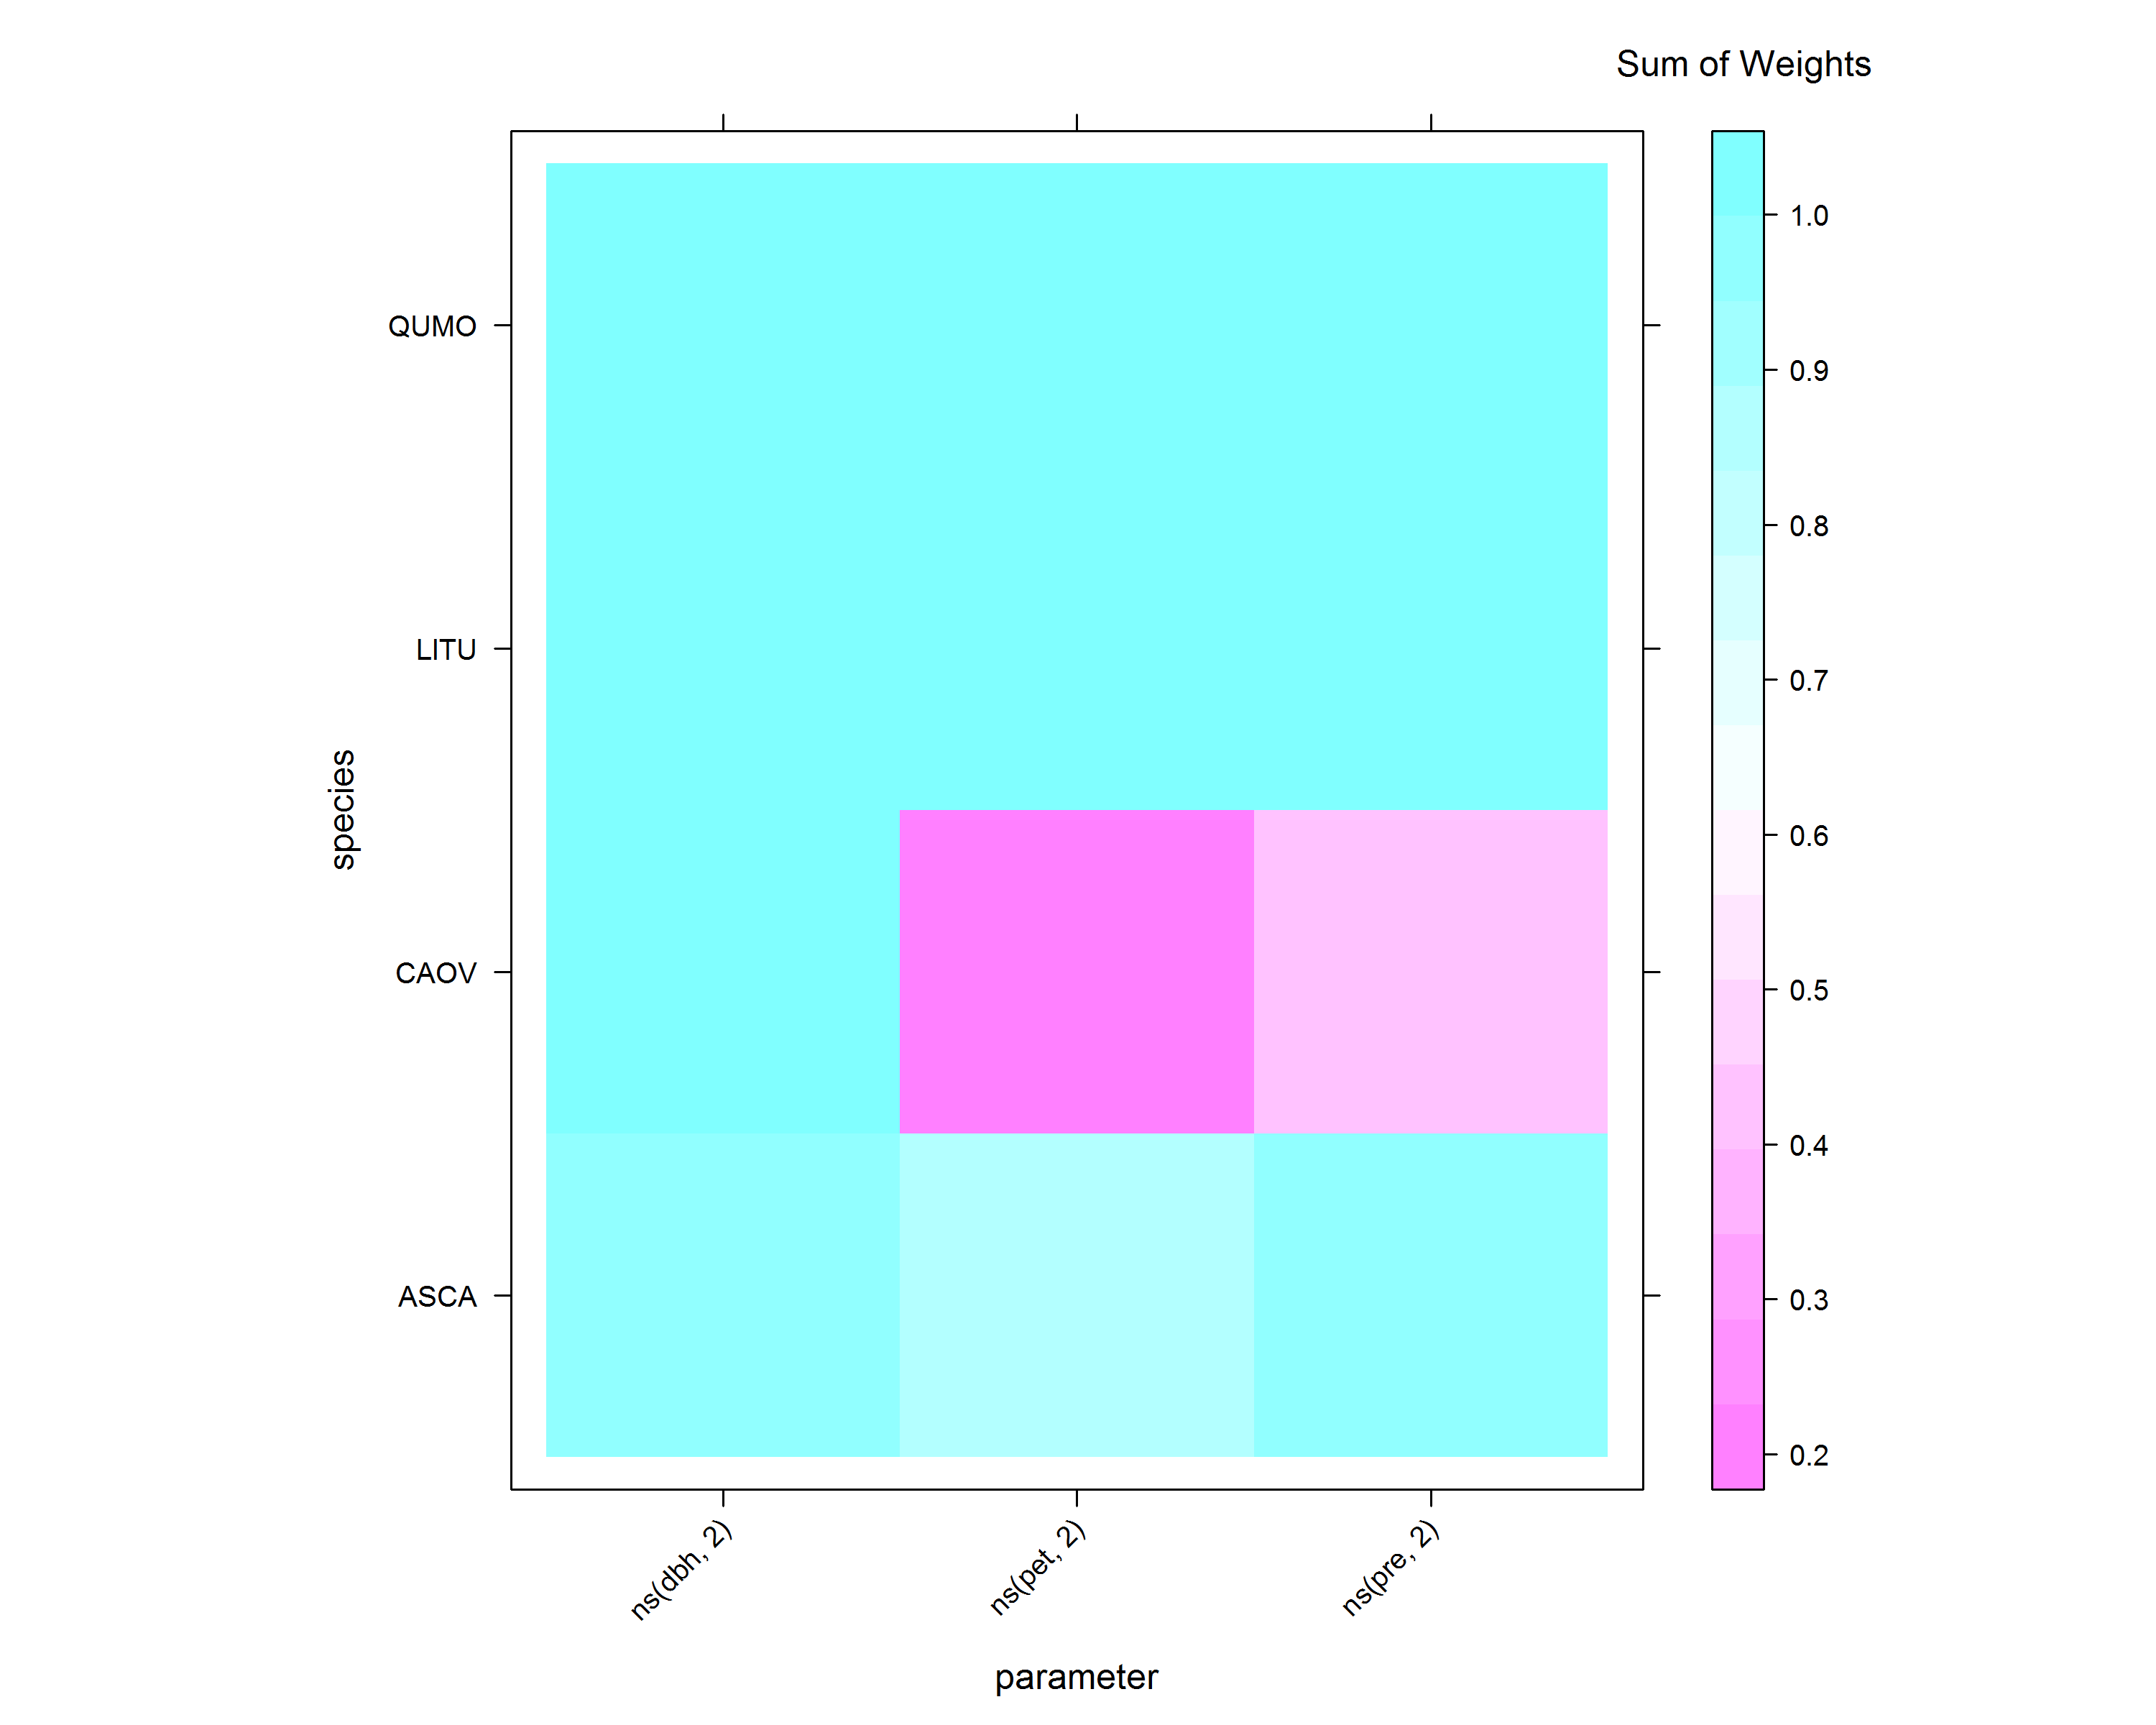 Sum of Weights
1.0
0.9
0.8
0.7
0.6
0.5
0.4
0.3
0.2
QUMO
LITU
CAOV
ASCA
species
ns(dbh, 2)
ns(pet, 2)
ns(pre, 2)
parameter